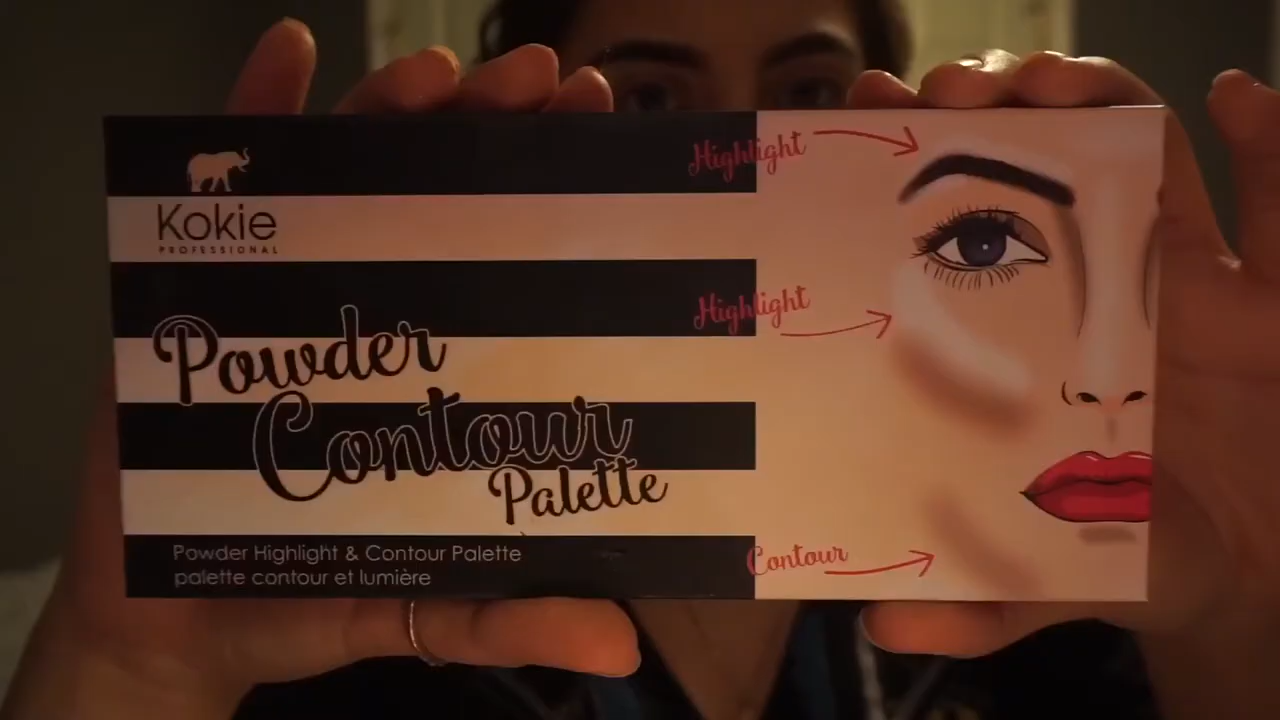 Kokie
PROFESSIONAL
Powder
Contour
Palette
Powder Highlight & Contour Palette
palette contour et lumière
Highlight
Highlight
Contour